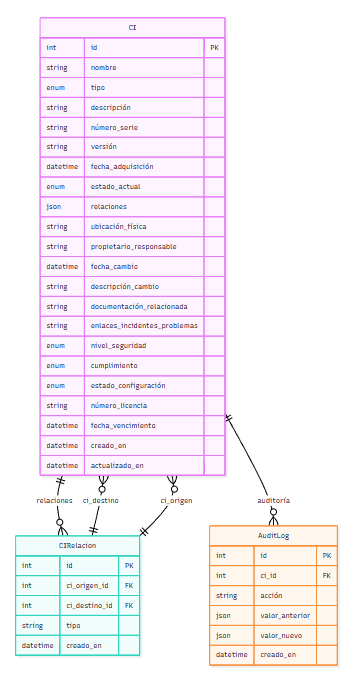 CI
int id PK
string nombre
enum tipo
string descripción
string número_serie
string versión
datetime fecha_adquisición
enum estado_actual
json relaciones
string ubicación_física
string propietario_responsable
datetime fecha_cambio
string descripción_cambio
string documentación_relacionada
string enlaces_incidentes_problemas
enum nivel_seguridad
enum cumplimiento
enum estado_configuración
string número_licencia
datetime fecha_vencimiento
datetime creado_en
datetime actualizado_en
relaciones ci_destino ci_origen auditoría
CIRelacion
int id PK
int ci_origen_id FK
int ci_destino_id FK
string tipo
datetime creado_en
AuditLog
int id PK
int ci_id FK
string acción
json valor_anterior
json valor_nuevo
datetime creado_en